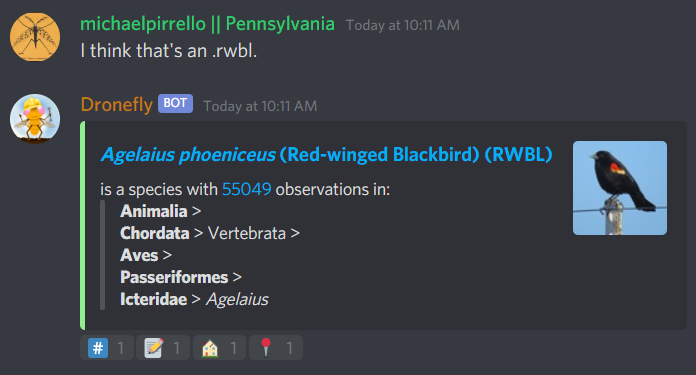 michaelpirrello || Pennsylvania Today at 10:11 AM
I think that's an .rwbl.
Dronefly BOT Today at 10:11 AM
Agelaius phoeniceus (Red-winged Blackbird) (RWBL)
is a species with 55049 observations in:
Animalia >
Chordata > Vertebrata >
Aves >
Passeriformes >
Icteridae > Agelaius
# 1 1 1 1